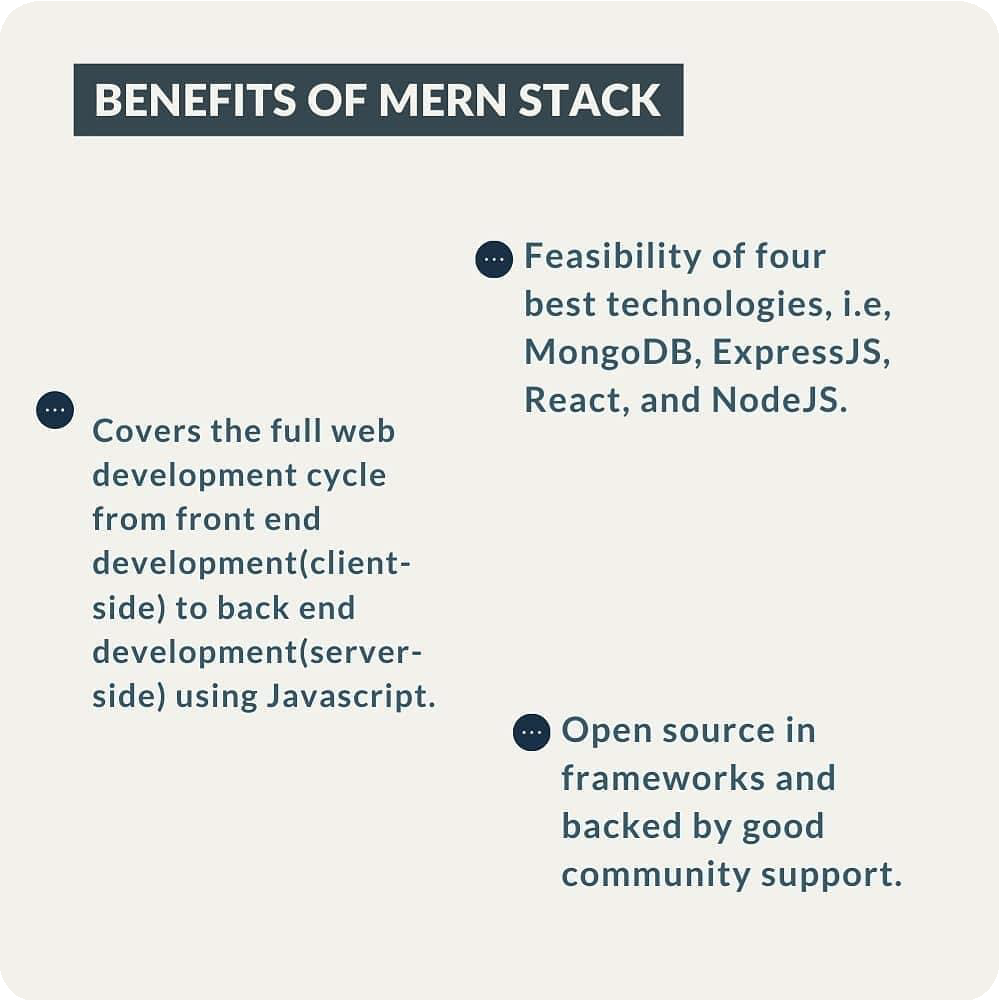 BENEFITS OF MERN STACK
Feasibility of four
best technologies, i.e,
MongoDB, ExpressJS,
React, and NodeJS.
Covers the full web
development cycle
from front end
development(client-
side) to back end
development(server-
side) using Javascript.
Open source in
frameworks and
backed by good
community support.